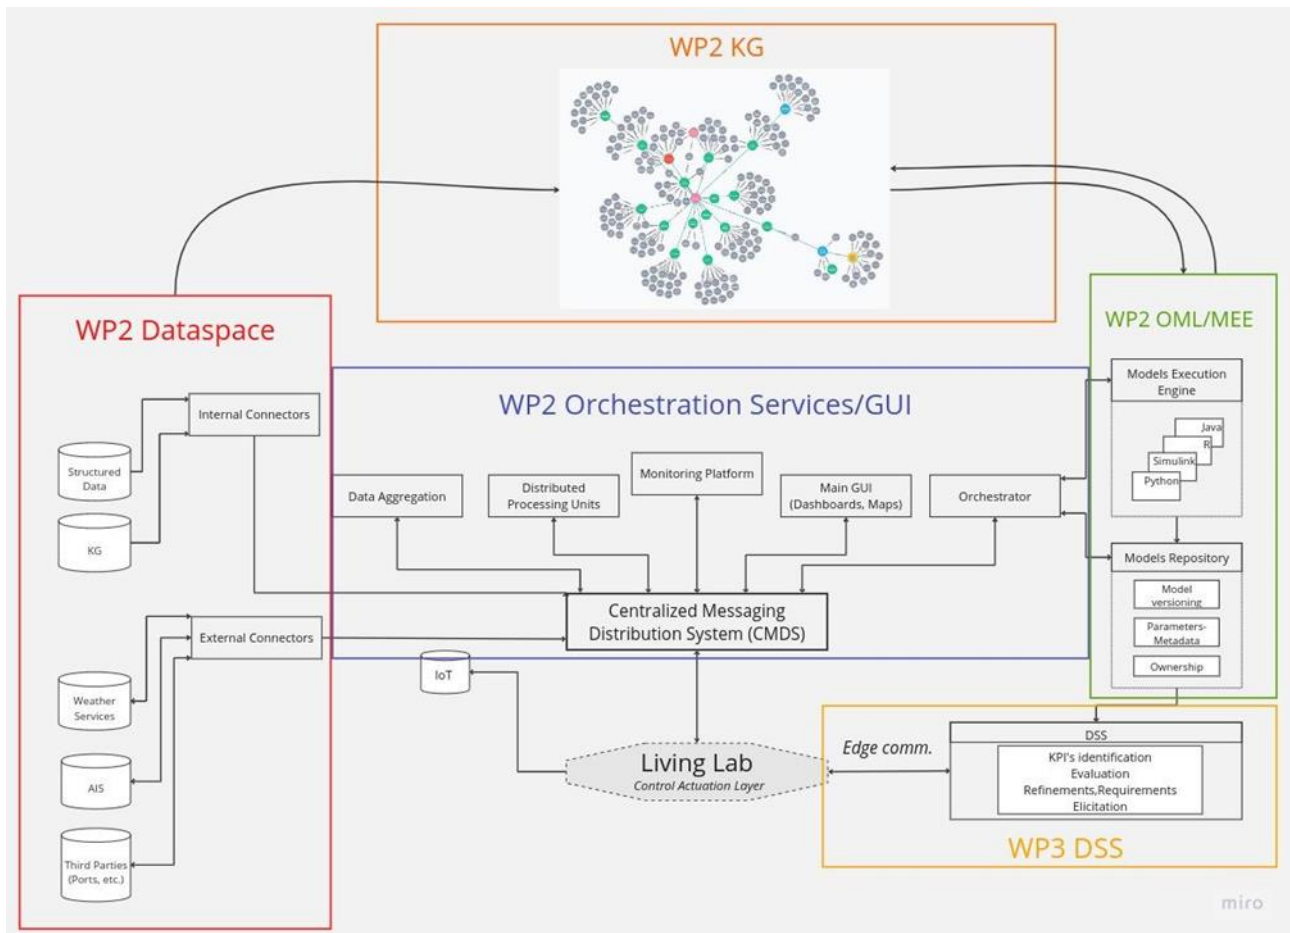 WP2 KG
WP2 Dataspace
Internal Connectors
Structured
Data
KG
External Connectors
Weather
Services
AIS
Third Parties
(Ports, etc.)
WP2 Orchestration Services/GUI
Data Aggregation
Distributed
Processing Units
Monitoring Platform
Main GUI
(Dashboards, Maps)
Orchestrator
Centralized Messaging
Distribution System (CMDS)
IoT
Living Lab
Control Actuation Layer
Edge comm.
WP2 OML/MEE
Models Execution
Engine
Java
R
Simulink
Python
Models Repository
Model
versioning
Parameters-
Metadata
Ownership
DSS
KPI's identification
Evaluation
Refinements,Requirements
Elicitation
WP3 DSS
miro